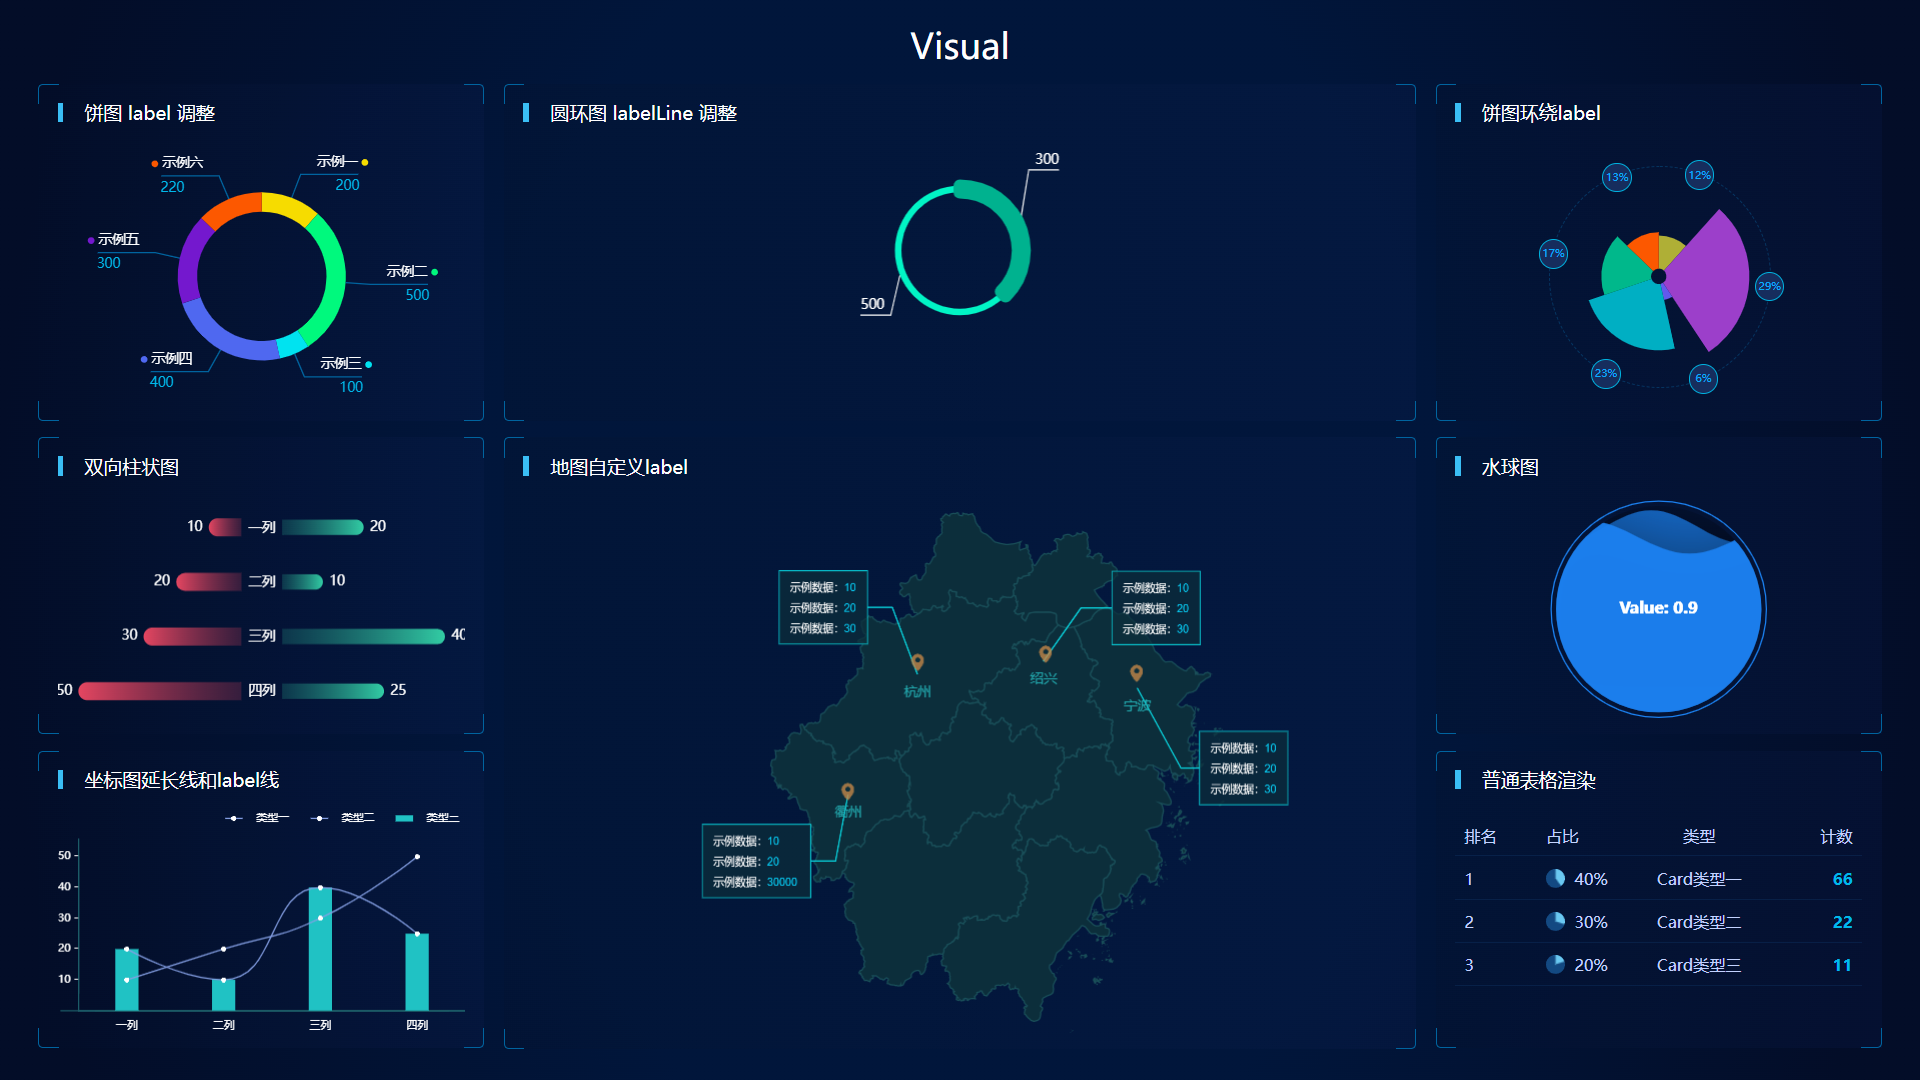 Visual
饼图 label 调整
示例六
220
示例一
200
示例五
300
示例二
500
示例四
400
示例三
100
圆环图 labelLine 调整
300
500
饼图环绕label
13%
12%
17%
29%
23%
6%
双向柱状图
10 一列 20
20 二列 10
30 三列 40
50 四列 25
地图自定义label
示例数据: 10
示例数据: 20
示例数据: 30
示例数据: 10
示例数据: 20
示例数据: 30
杭州
绍兴
宁波
示例数据: 10
示例数据: 20
示例数据: 30
衢州
示例数据: 10
示例数据: 20
示例数据: 30000
水球图
Value: 0.9
坐标图延长线和label线
类型一 类型二 类型三
50
40
30
20
10
一列 二列 三列 四列
普通表格渲染
排名 占比 类型 计数
1 40% Card类型一 66
2 30% Card类型二 22
3 20% Card类型三 11